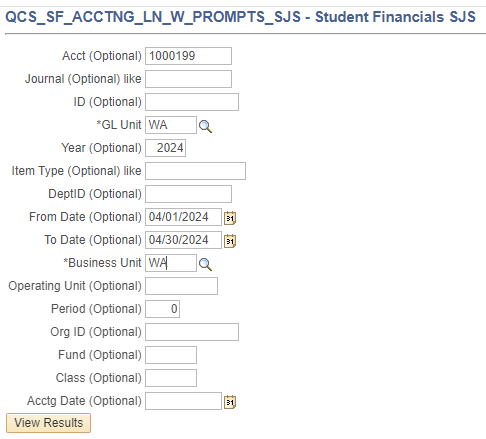 QCS_SF_ACCTNG_LN_W_PROMPTS_SJS - Student Financials SJS
Acct (Optional) 1000199
Journal (Optional) like
ID (Optional)
*GL Unit WA
Year (Optional) 2024
Item Type (Optional) like
DeptID (Optional)
From Date (Optional) 04/01/2024 31
To Date (Optional) 04/30/2024 31
*Business Unit WA
Operating Unit (Optional)
Period (Optional) 0
Org ID (Optional)
Fund (Optional)
Class (Optional)
Acctg Date (Optional) 31
View Results